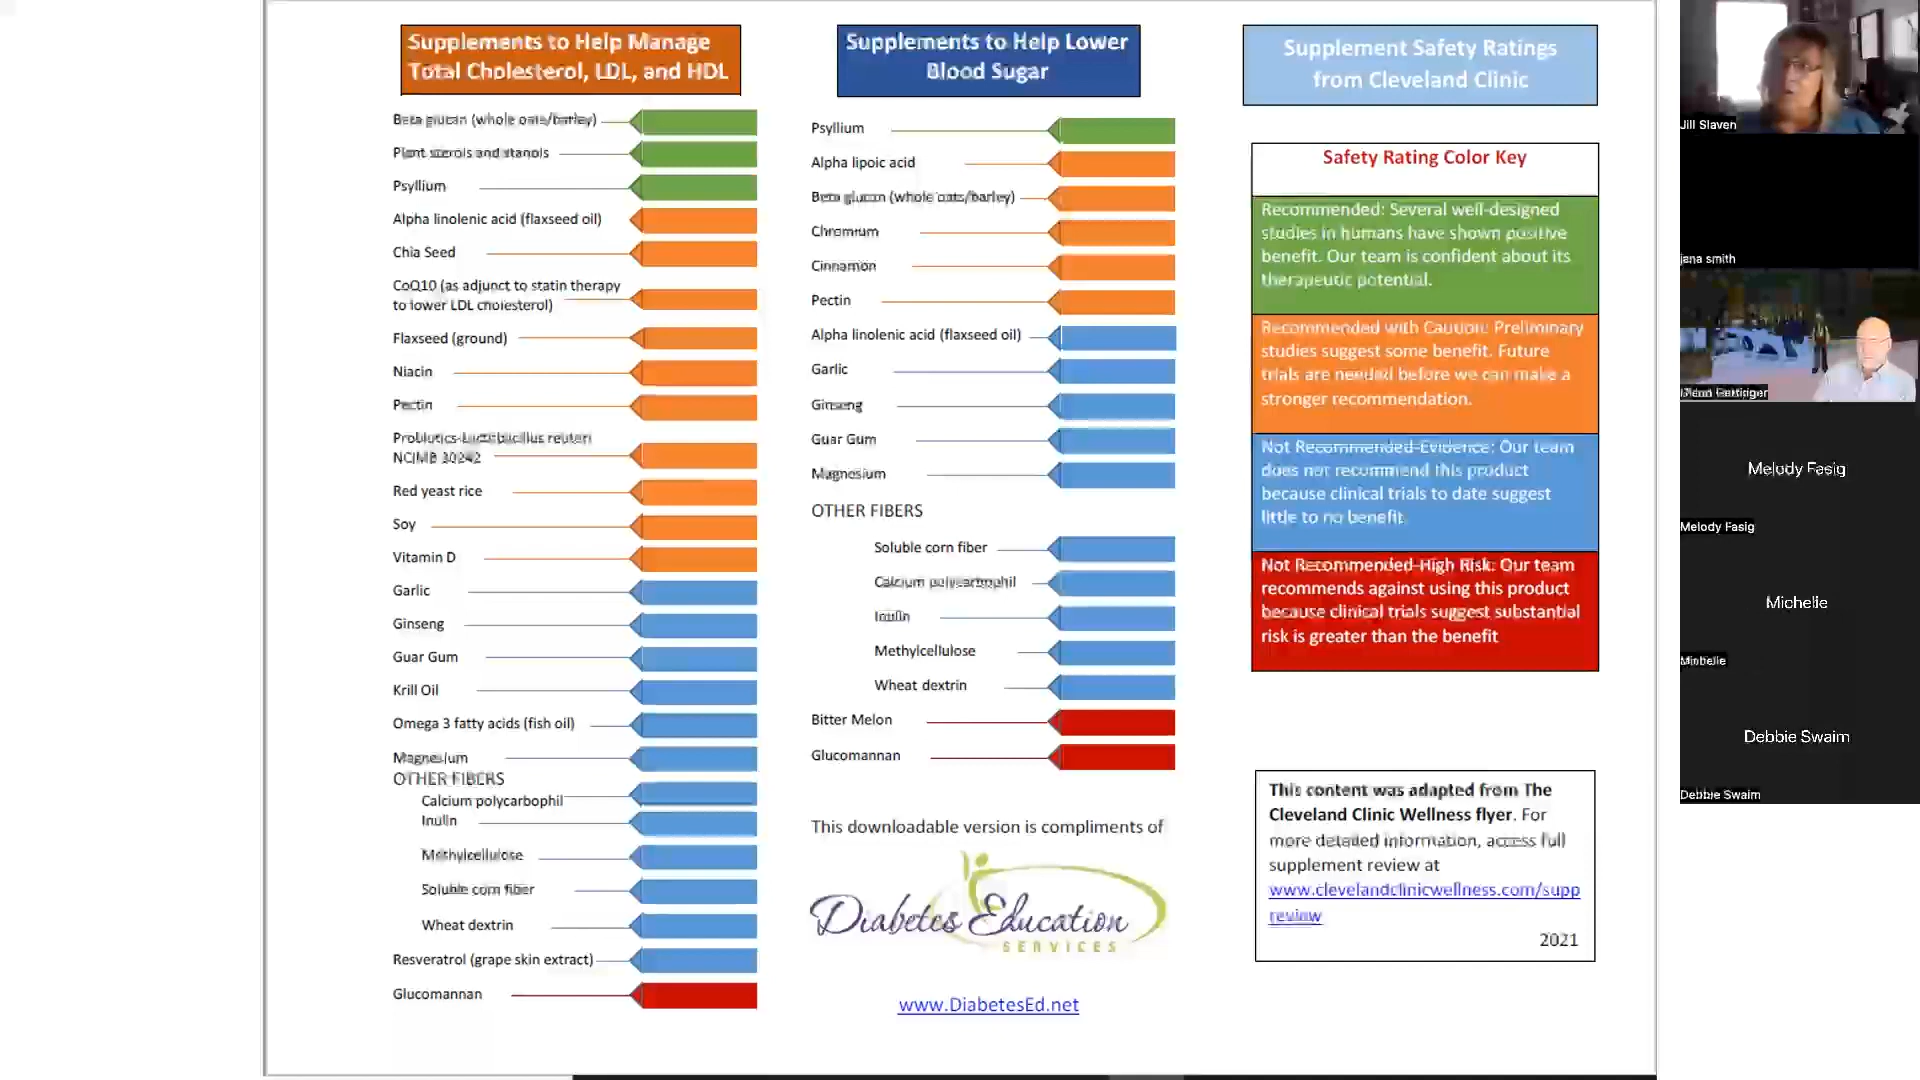 Supplements to Help Manage
Total Cholesterol, LDL, and HDL
Beta glucan (whole oats/barley)
Plant sterols and stanols
Psyllium
Alpha linolenic acid (flaxseed oil)
Chia Seed
CoQ10 (as adjunct to statin therapy
to lower LDL cholesterol)
Flaxseed (ground)
Niacin
Pectin
Probiotics-Lactobacillus reuteri
NCIMB 30242
Red yeast rice
Soy
Vitamin D
Garlic
Ginseng
Guar Gum
Krill Oil
Omega 3 fatty acids (fish oil)
Magnesium
OTHER FIBERS
Calcium polycarbophil
Inulin
Methylcellulose
Soluble corn fiber
Wheat dextrin
Resveratrol (grape skin extract)
Glucomannan
Supplements to Help Lower
Blood Sugar
Psyllium
Alpha lipoic acid
Beta glucan (whole oats/barley)
Chromium
Cinnamon
Pectin
Alpha linolenic acid (flaxseed oil)
Garlic
Ginseng
Guar Gum
Magnesium
OTHER FIBERS
Soluble corn fiber
Calcium polycarbophil
Inulin
Methylcellulose
Wheat dextrin
Bitter Melon
Glucomannan
This downloadable version is compliments of
Diabetes Education
SERVICES
www.DiabetesEd.net
Supplement Safety Ratings
from Cleveland Clinic
Safety Rating Color Key
Recommended: Several well-designed
studies in humans have shown positive
benefit. Our team is confident about its
therapeutic potential.
Recommended with Caution: Preliminary
studies suggest some benefit. Future
trials are needed before we can make a
stronger recommendation.
Not Recommended-Evidence: Our team
does not recommend this product
because clinical trials to date suggest
little to no benefit.
Not Recommended-High Risk: Our team
recommends against using this product
because clinical trials suggest substantial
risk is greater than the benefit
This content was adapted from The
Cleveland Clinic Wellness flyer. For
more detailed information, access full
supplement review at
www.clevelandclinicwellness.com/supp
review
2021
Jill Slaven
jana smith
Melody Fasig
Melody Fasig
Michelle
Michelle
Debbie Swaim
Debbie Swaim